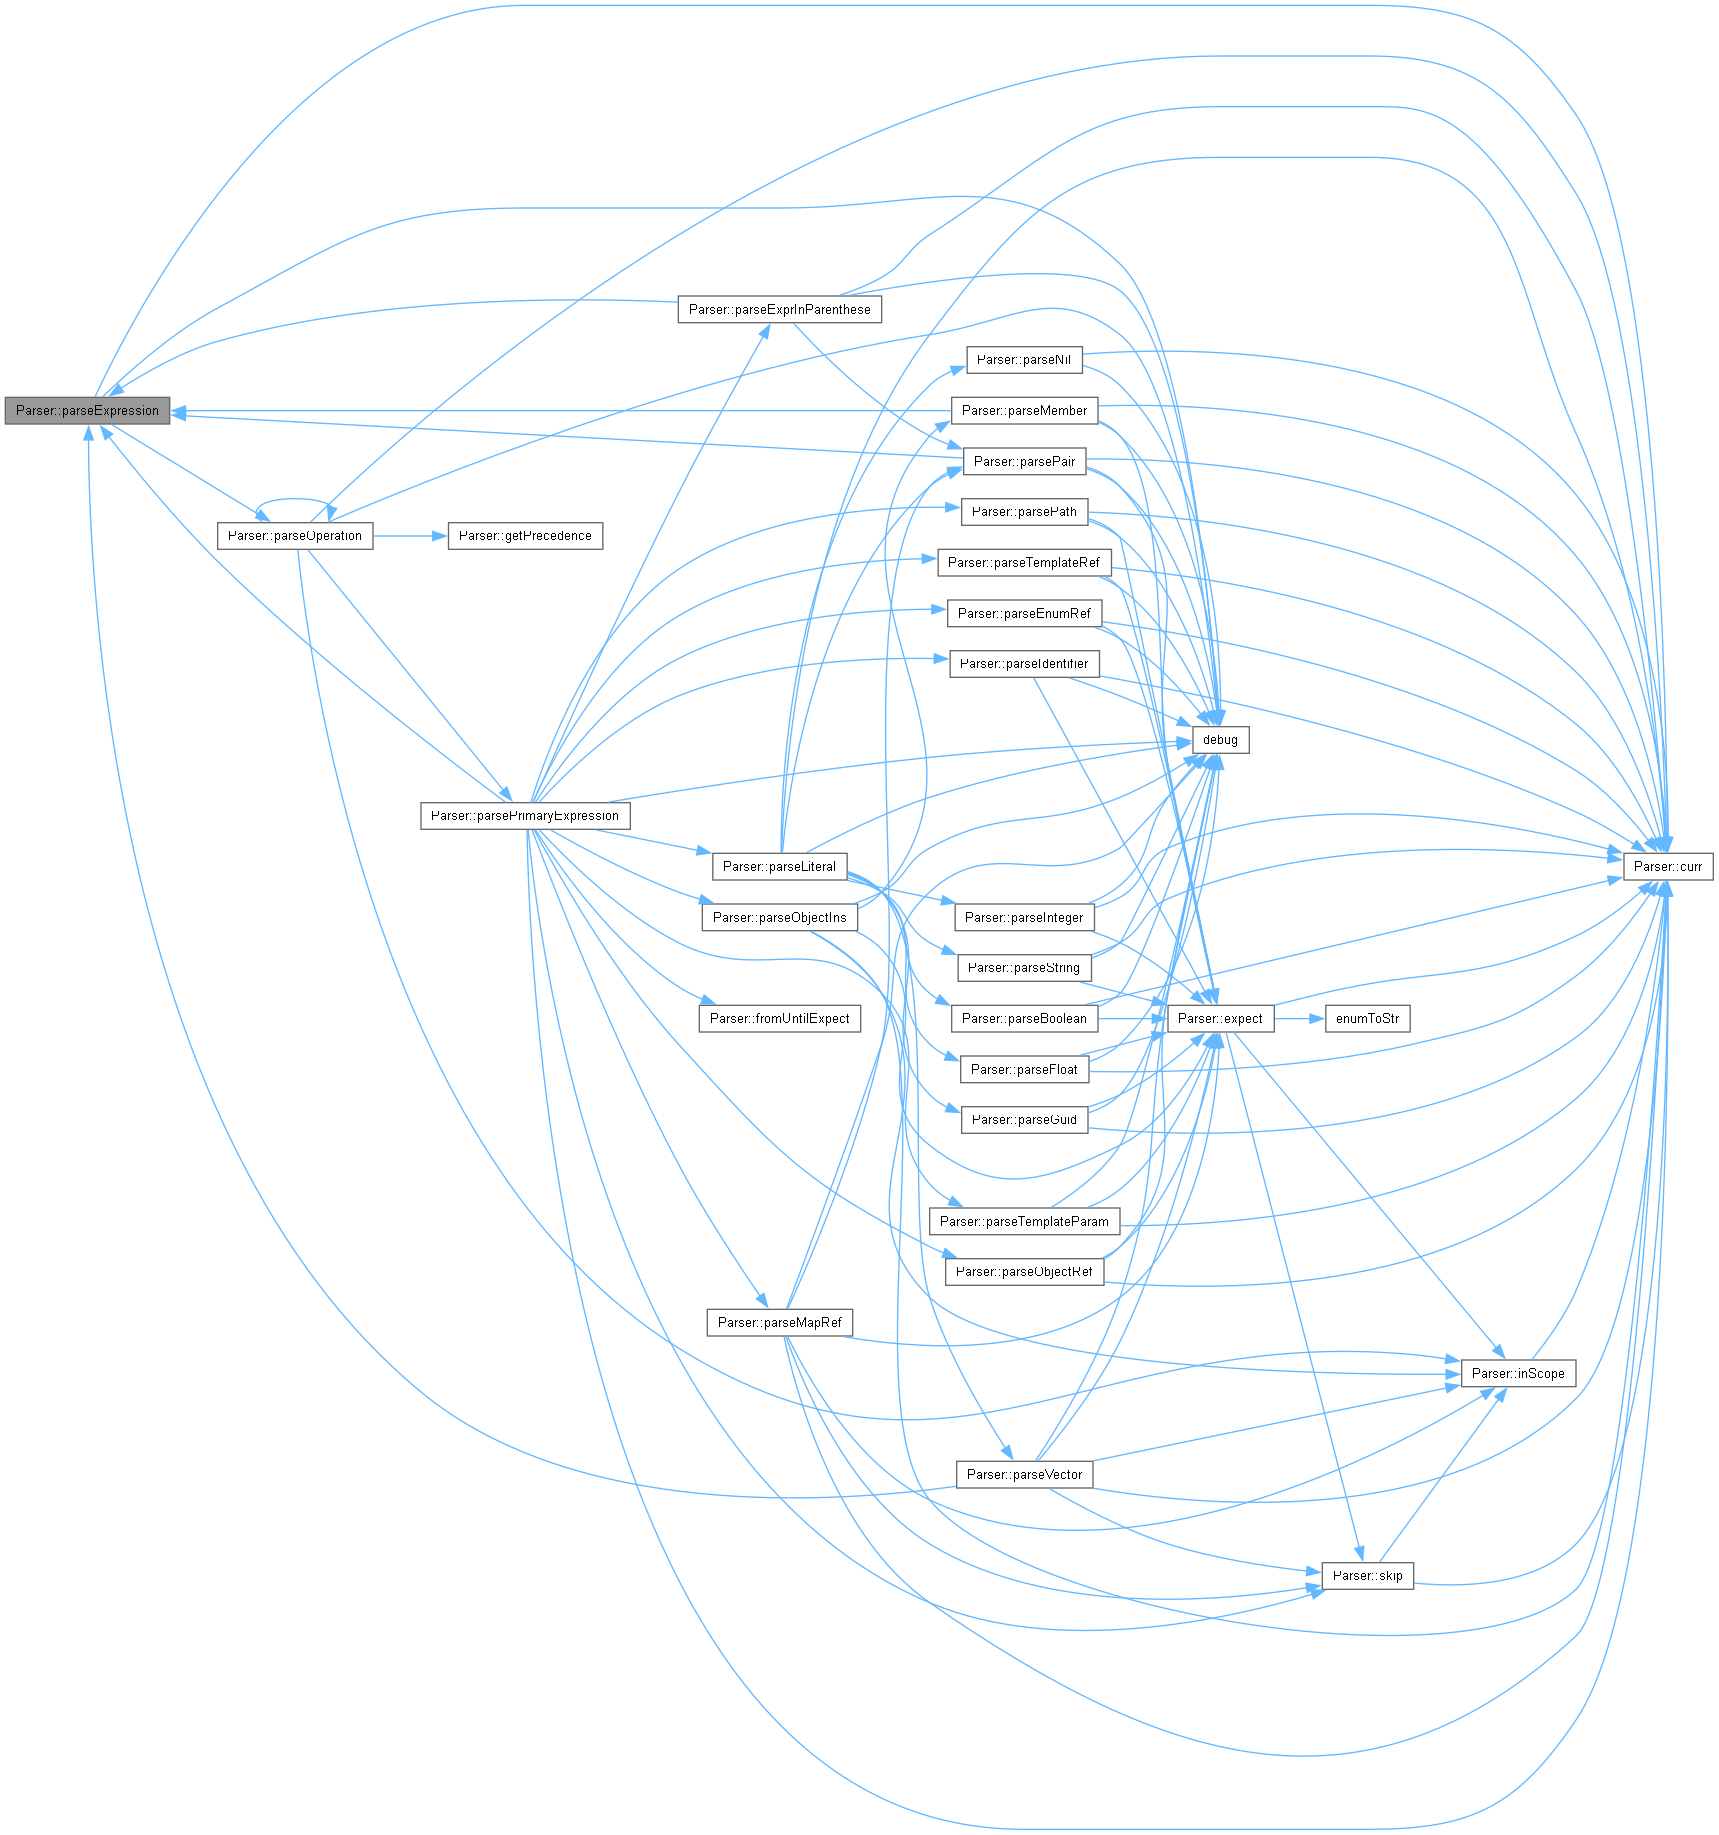 Parser::parseExprInParenthese
Parser::parseNil
Parser::parseExpression
Parser::parseMember
Parser::parsePair
Parser::parsePath
Parser::parseOperation
Parser::getPrecedence
Parser::parseTemplateRef
Parser::parseEnumRef
Parser::parseIdentifier
debug
Parser::parsePrimaryExpression
Parser::parseLiteral
Parser::curr
Parser::parseObjectIns
Parser::parseInteger
Parser::parseString
Parser::fromUntilExpect
Parser::parseBoolean
Parser::expect
enumToStr
Parser::parseFloat
Parser::parseGuid
Parser::parseTemplateParam
Parser::parseObjectRef
Parser::parseMapRef
Parser::inScope
Parser::parseVector
Parser::skip